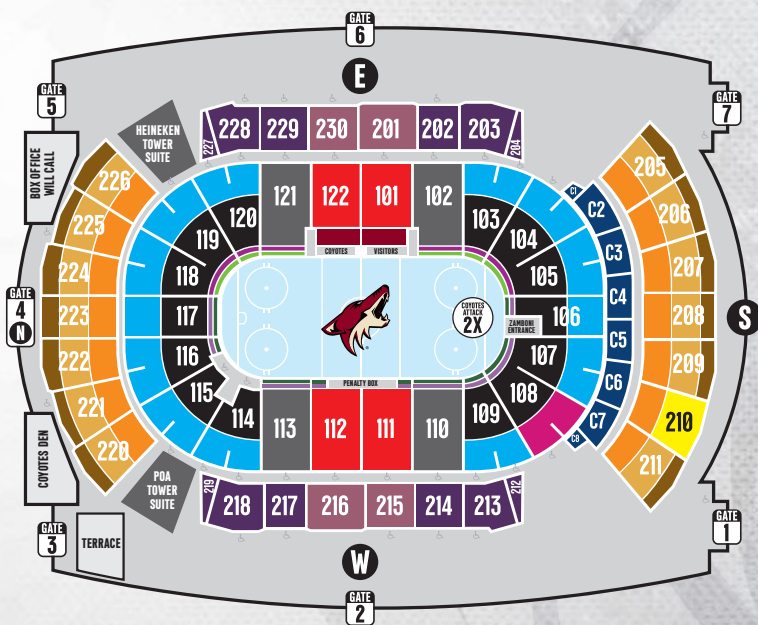 GATE
6
E
GATE
5
GATE
7
HEINEKEN
TOWER
SUITE
BOX OFFICE
WILL CALL
227
228
229
230
201
202
203
204
226
225
224
223
222
221
220
205
206
207
208
209
210
211
121
122
101
102
120
119
118
117
116
115
114
103
104
105
106
107
108
109
C1
C2
C3
C4
C5
C6
C7
C8
COYOTES
VISITORS
COYOTES
ATTACK
2X
ZAMBONI
ENTRANCE
PENALTY BOX
GATE
4
N
S
113
112
111
110
COYOTES DEN
POA
TOWER
SUITE
219
218
217
216
215
214
213
212
GATE
3
TERRACE
GATE
1
W
GATE
2